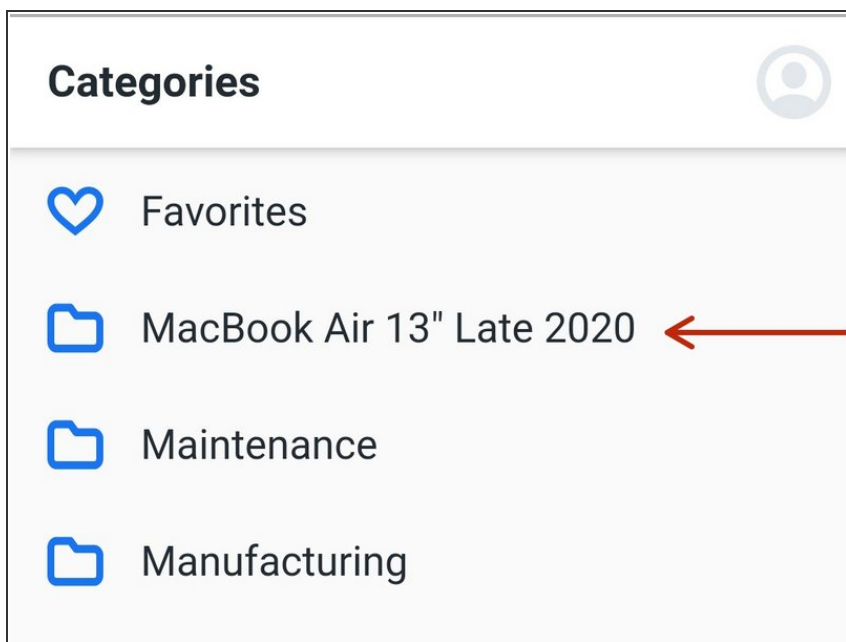 Categories
Favorites
MacBook Air 13" Late 2020
Maintenance
Manufacturing